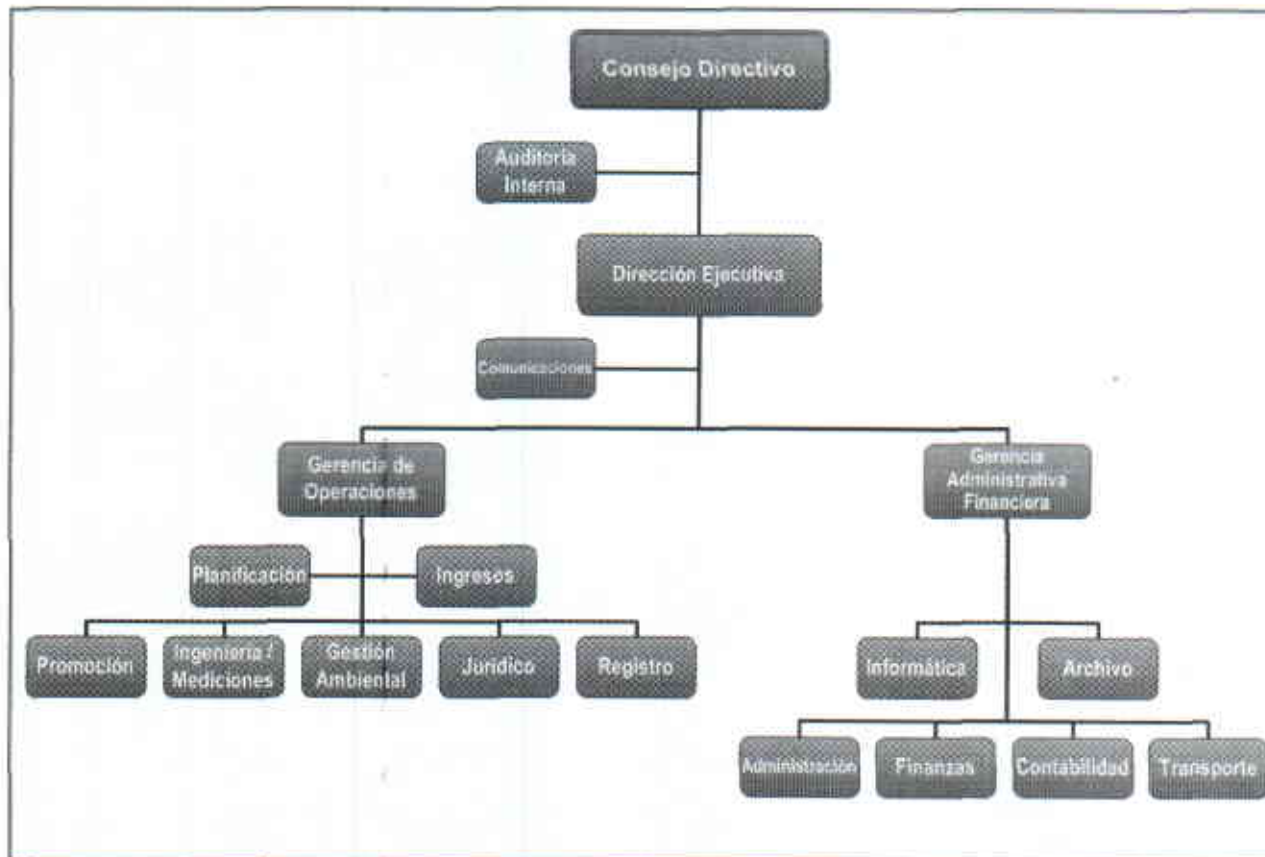 Consejo Directivo
Auditoría
Interna
Dirección Ejecutiva
Comunicaciones
Gerencia de
Operaciones
Gerencia
Administrativa
Financiera
Planificación
Ingresos
Promoción
Ingeniería /
Mediciones
Gestión
Ambiental
Jurídico
Registro
Informática
Archivo
Administración
Finanzas
Contabilidad
Transporte